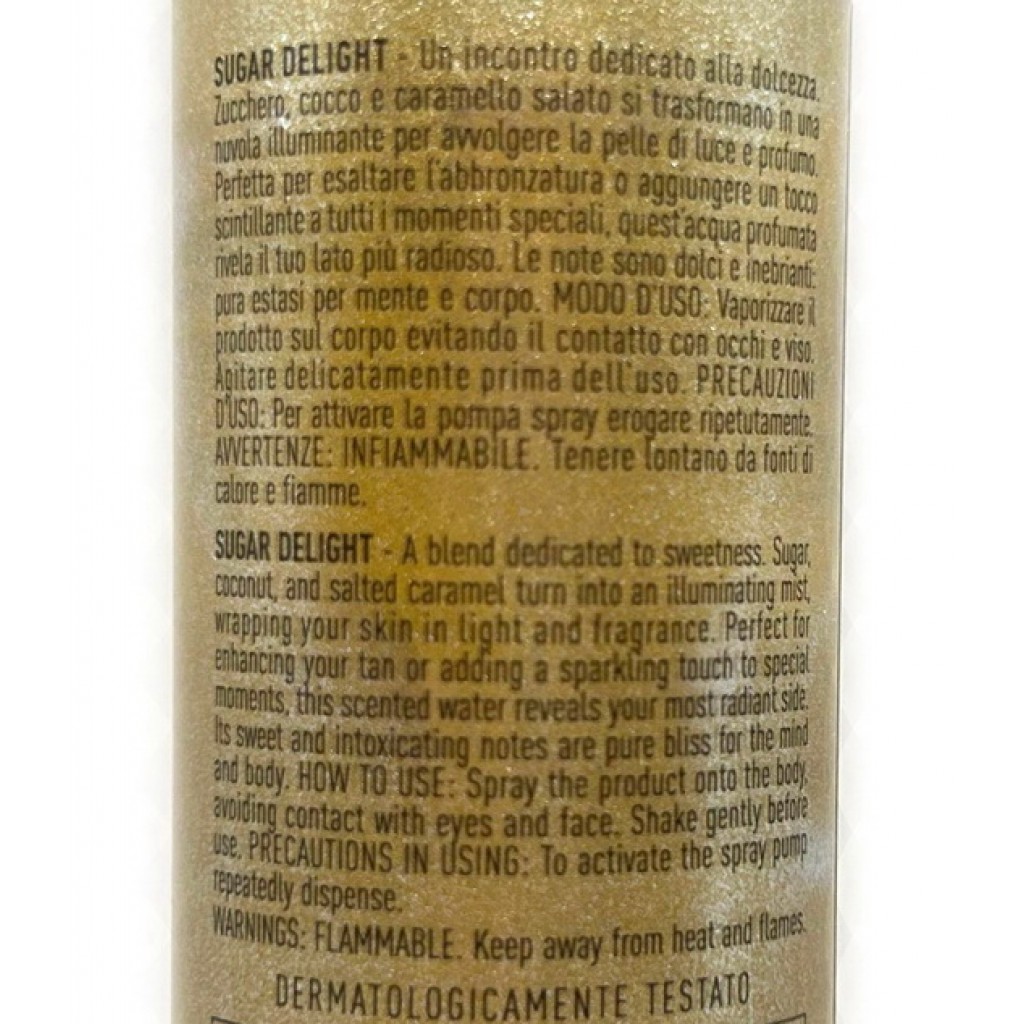 SUGAR DELIGHT - Un incontro dedicato alla dolcezza.
Zucchero, cocco e caramello salato si trasformano in una
nuvola illuminante per avvolgere la pelle di luce e profumo.
Perfetta per esaltare l'abbronzatura o aggiungere un tocco
scintillante a tutti i momenti speciali, quest'acqua profumata
rivela il tuo lato più radioso. Le note sono dolci e inebrianti:
pura estasi per mente e corpo. MODO D'USO: Vaporizzare il
prodotto sul corpo evitando il contatto con occhi e viso.
Agitare delicatamente prima dell'uso. PRECAUZIONI
D'USO: Per attivare la pompa spray erogare ripetutamente.
AVVERTENZE: INFIAMMABILE. Tenere lontano da fonti di
calore e fiamme.
SUGAR DELIGHT - A blend dedicated to sweetness. Sugar,
coconut, and salted caramel turn into an illuminating mist,
wrapping your skin in light and fragrance. Perfect for
enhancing your tan or adding a sparkling touch to special
moments, this scented water reveals your most radiant side.
Its sweet and intoxicating notes are pure bliss for the mind
and body. HOW TO USE: Spray the product onto the body,
avoiding contact with eyes and face. Shake gently before
use. PRECAUTIONS IN USING: To activate the spray pump
repeatedly dispense.
WARNINGS: FLAMMABLE. Keep away from heat and flames.
DERMATOLOGICAMENTE TESTATO